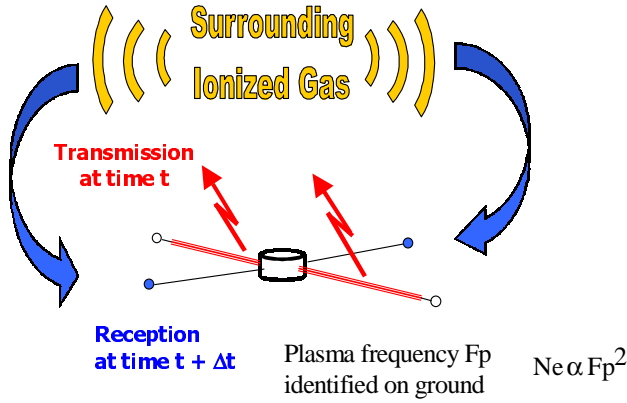 Surrounding
Ionized Gas
Transmission
at time t
Reception
at time t + Δt
Plasma frequency Fp
identified on ground
Ne α Fp²